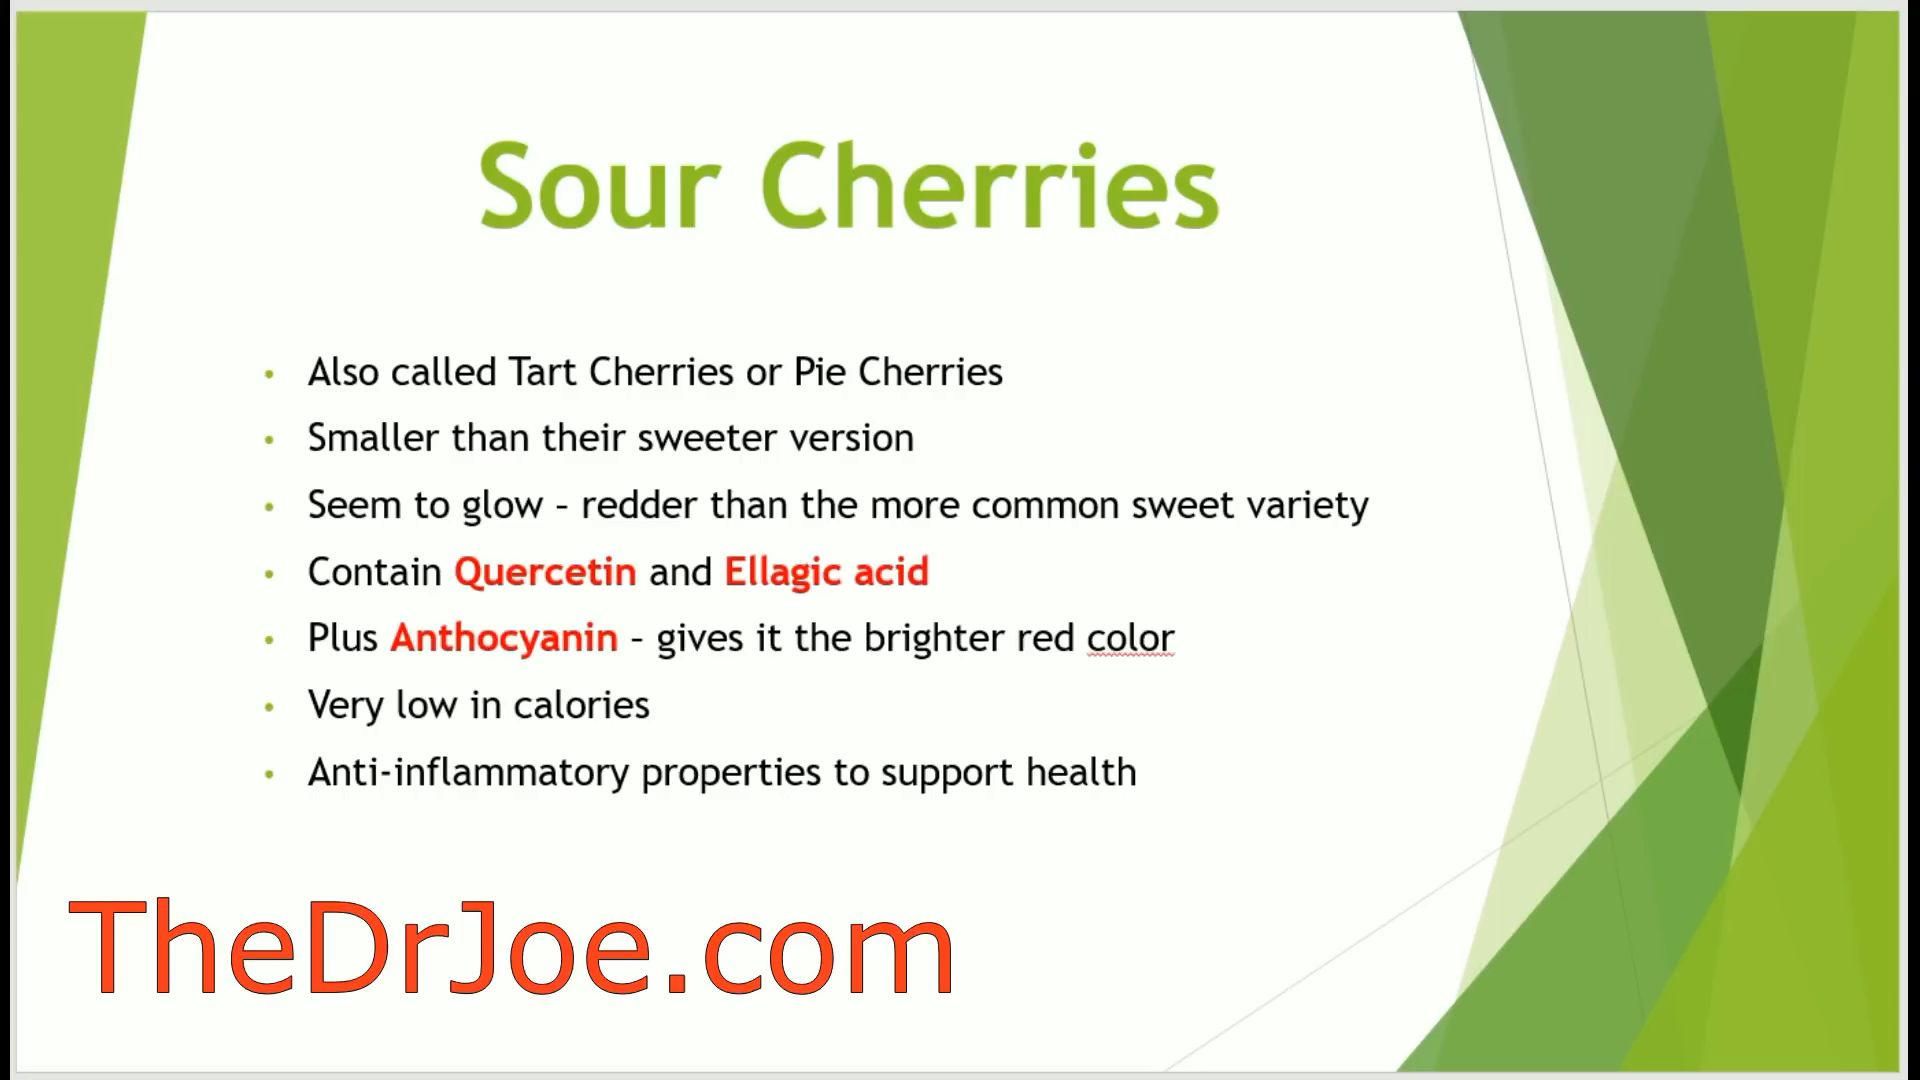 Sour Cherries
• Also called Tart Cherries or Pie Cherries
• Smaller than their sweeter version
• Seem to glow – redder than the more common sweet variety
• Contain Quercetin and Ellagic acid
• Plus Anthocyanin – gives it the brighter red color
• Very low in calories
• Anti-inflammatory properties to support health
TheDrJoe.com